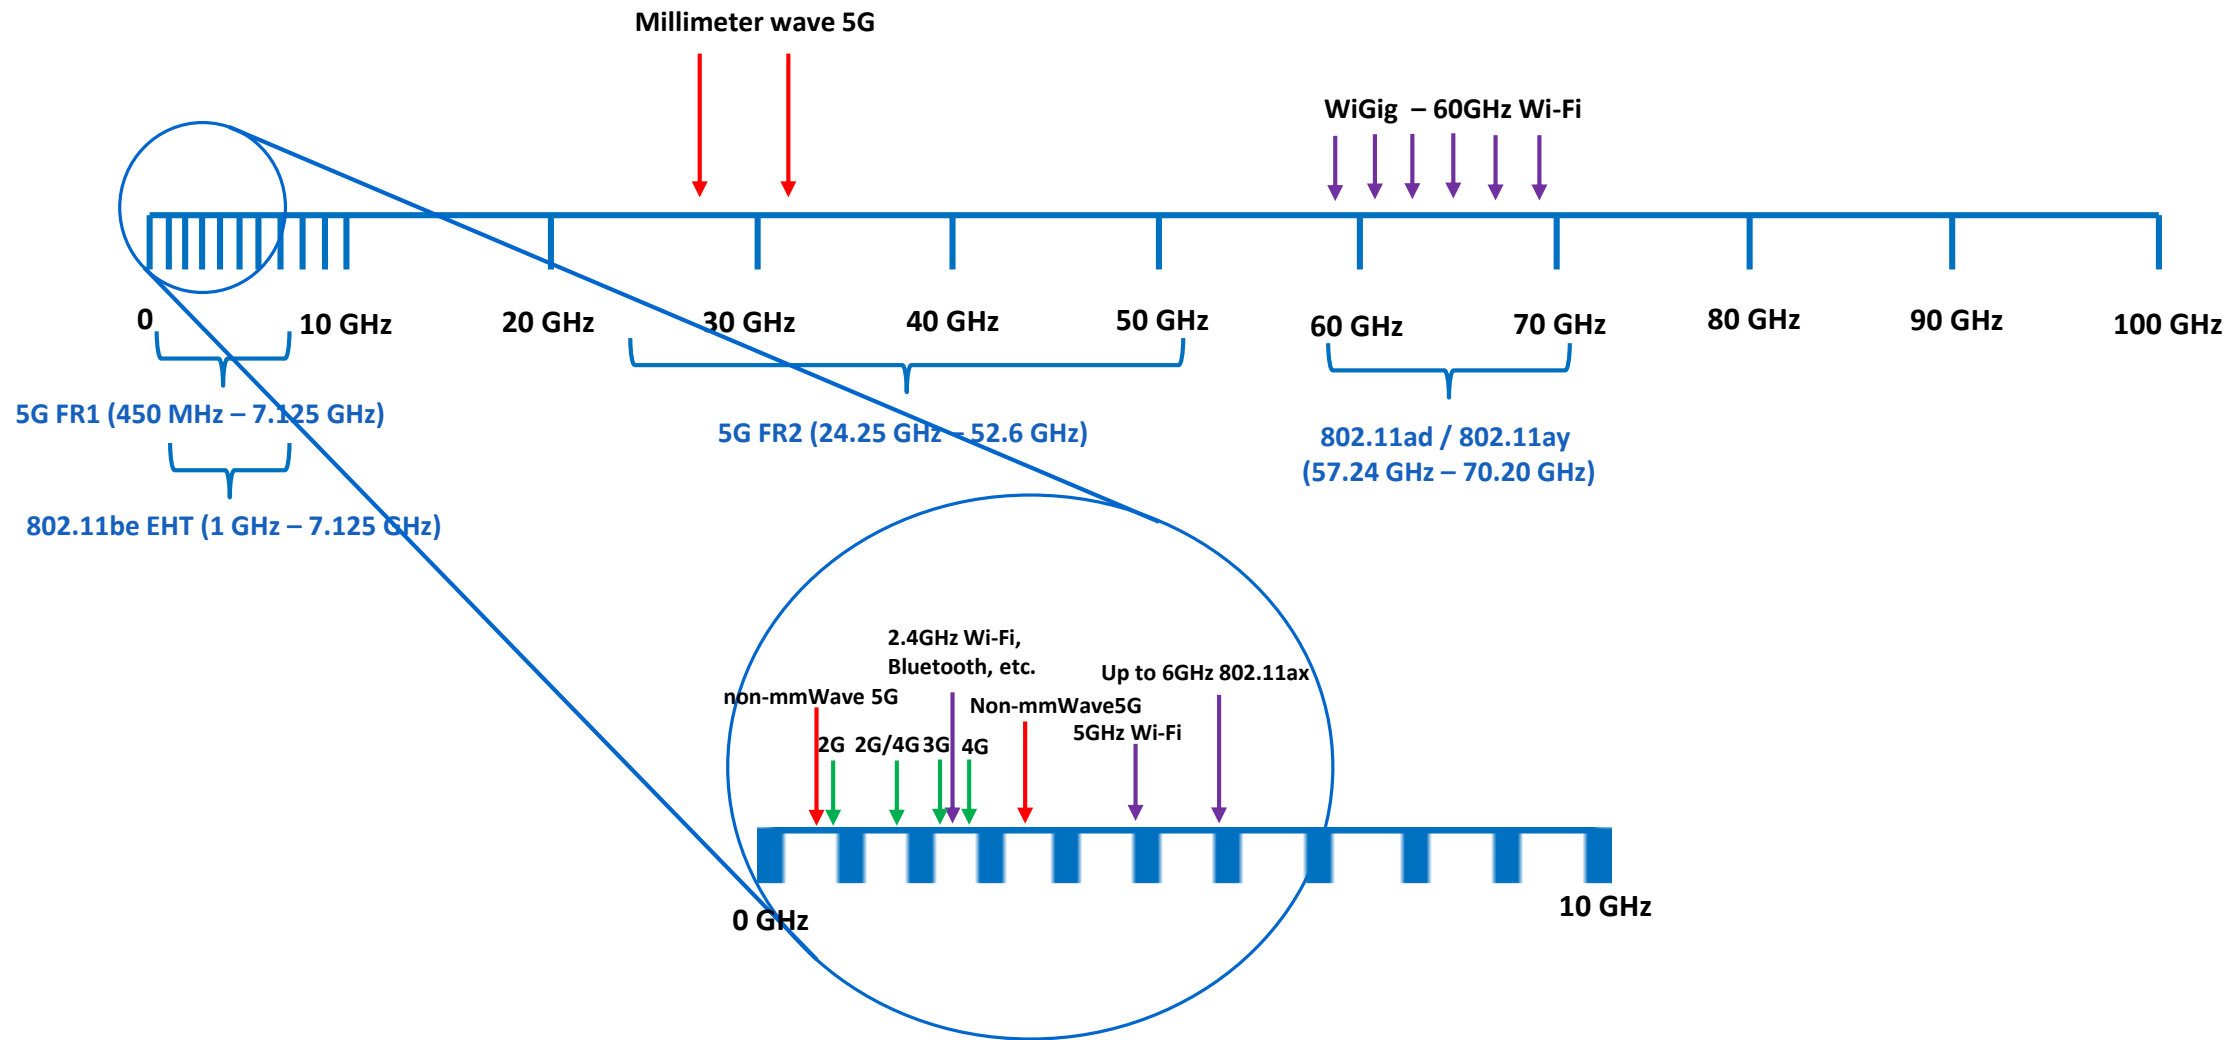 Millimeter wave 5G
WiGig – 60GHz Wi-Fi
0
10 GHz
20 GHz
30 GHz
40 GHz
50 GHz
60 GHz
70 GHz
80 GHz
90 GHz
100 GHz
5G FR1 (450 MHz – 7.125 GHz)
5G FR2 (24.25 GHz – 52.6 GHz)
802.11ad / 802.11ay
(57.24 GHz – 70.20 GHz)
802.11be EHT (1 GHz – 7.125 GHz)
2.4GHz Wi-Fi,
Bluetooth, etc.
Up to 6GHz 802.11ax
non-mmWave 5G
Non-mmWave5G
5GHz Wi-Fi
2G
2G/4G
3G
4G
0 GHz
10 GHz